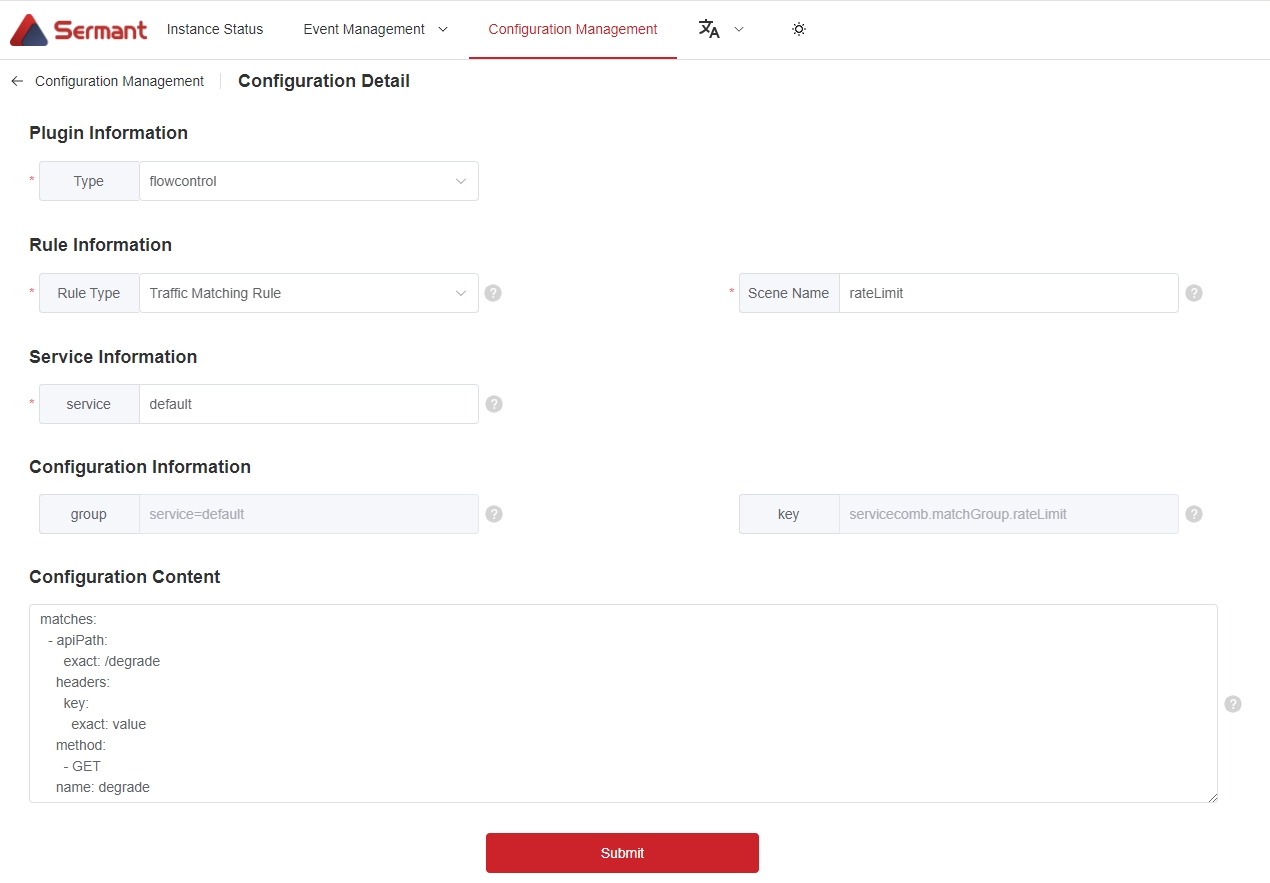 Sermant Instance Status Event Management Configuration Management
Configuration Management Configuration Detail
Plugin Information
* Type flowcontrol
Rule Information
* Rule Type Traffic Matching Rule ? * Scene Name rateLimit ?
Service Information
* service default ?
Configuration Information
group service=default ? key servicecomb.matchGroup.rateLimit ?
Configuration Content
matches:
  - apiPath:
      exact: /degrade
    headers:
      key:
        exact: value
    method:
      - GET
    name: degrade
?
Submit